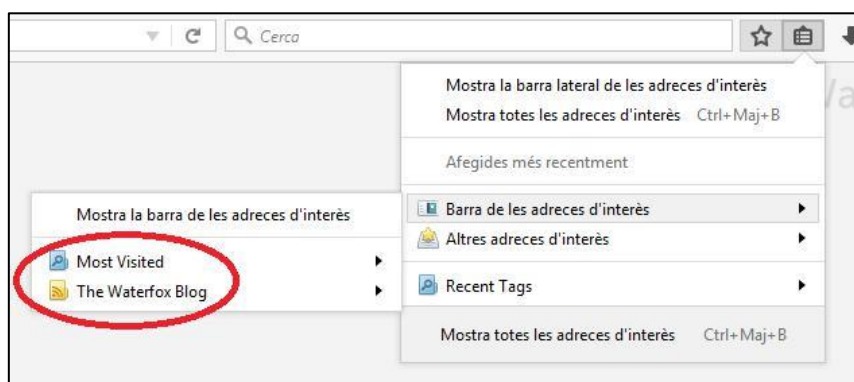 Cerca
Mostra la barra lateral de les adreces d'interès
Mostra totes les adreces d'interès Ctrl+Maj+B
Afegides més recentment
Barra de les adreces d'interès
Altres adreces d'interès
Recent Tags
Mostra totes les adreces d'interès Ctrl+Maj+B
Mostra la barra de les adreces d'interès
Most Visited
The Waterfox Blog